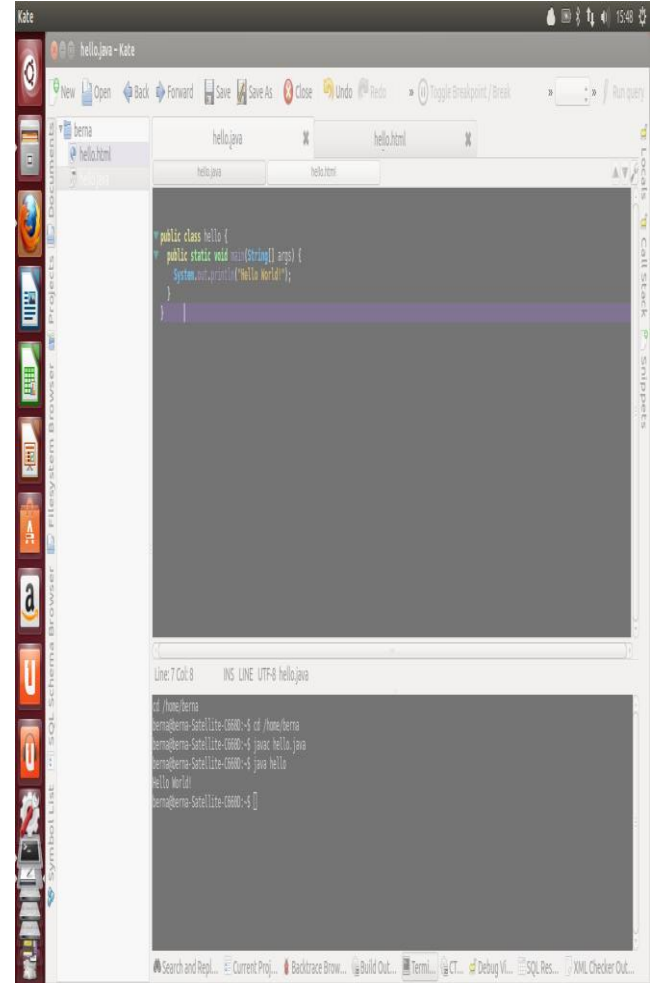 Kate
15:48
hello.java - Kate
New Open Back Forward Save Save As Close Undo Redo » Toggle Breakpoint / Break » » Run query
Documents
Projects
Filesystem Browser
SQL Schema Browser
Symbol List
berna
hello.html
hello.java
hello.java hello.html
hello.java hello.html
public class hello {
public static void main(String[] args) {
System.out.println("Hello World!");
}
}
Locals
Call Stack
Snippets
Line: 7 Col: 8 INS LINE UTF-8 hello.java
cd /home/berna
berna@berna-Satellite-C660D:~$ cd /home/berna
berna@berna-Satellite-C660D:~$ javac hello.java
berna@berna-Satellite-C660D:~$ java hello
Hello World!
berna@berna-Satellite-C660D:~$
Search and Repl... Current Proj... Backtrace Brow... Build Out... Termi... CT... Debug Vi... SQL Res... XML Checker Out...